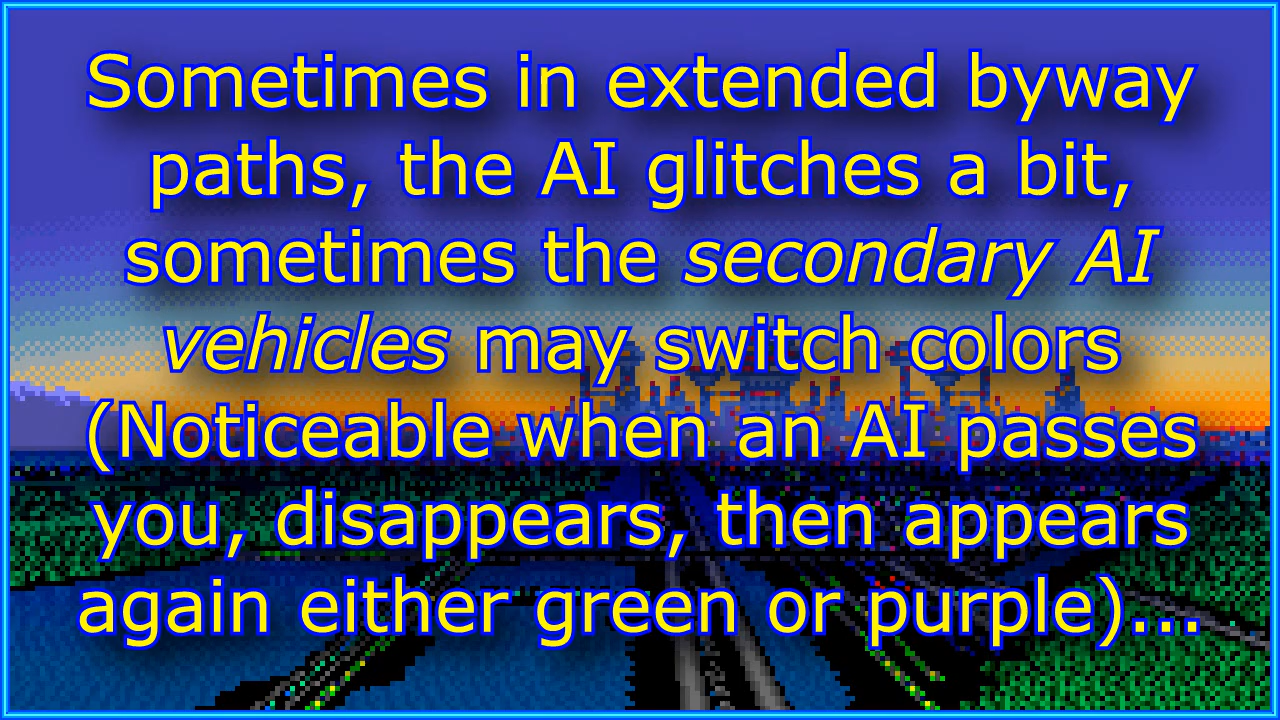 Sometimes in extended byway
paths, the AI glitches a bit,
sometimes the secondary AI
vehicles may switch colors
(Noticeable when an AI passes
you, disappears, then appears
again either green or purple)...